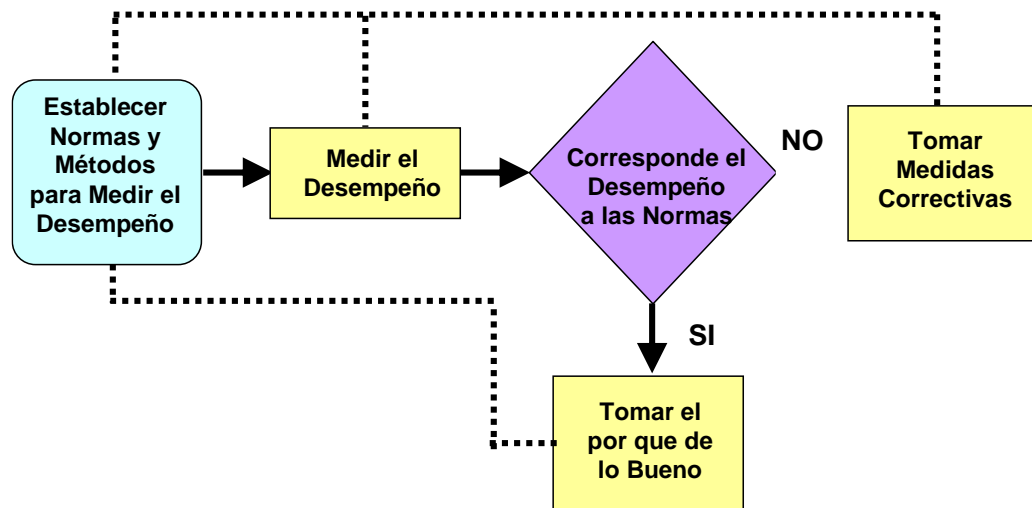 Establecer
Normas y
Métodos
para Medir el
Desempeño
Medir el
Desempeño
Corresponde el
Desempeño
a las Normas
NO
Tomar
Medidas
Correctivas
SI
Tomar el
por que de
lo Bueno